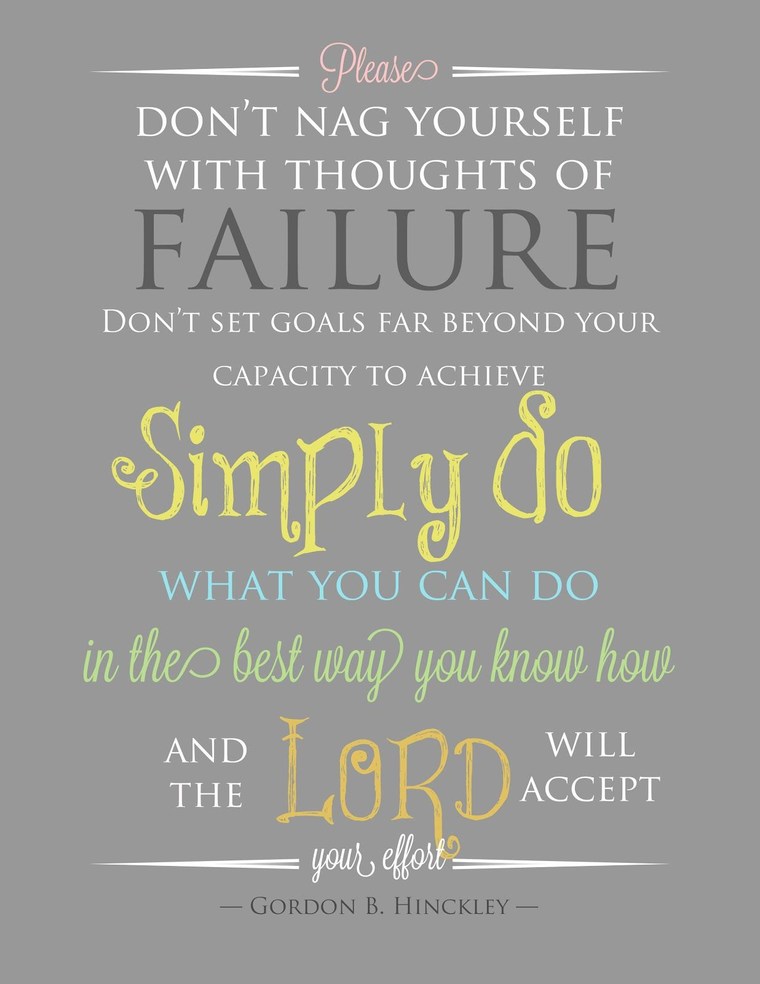 Please
DON'T NAG YOURSELF
WITH THOUGHTS OF
FAILURE
DON'T SET GOALS FAR BEYOND YOUR
CAPACITY TO ACHIEVE
Simply do
WHAT YOU CAN DO
in the best way you know how
AND THE LORD WILL ACCEPT
your effort
— GORDON B. HINCKLEY —